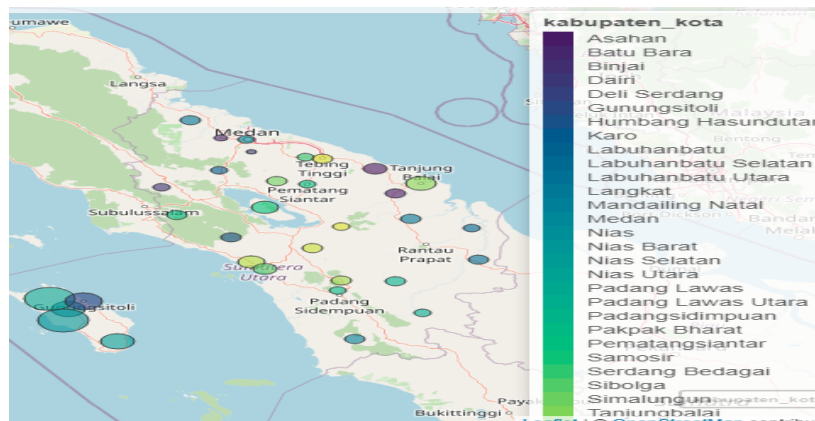 umawe
Langsa
Medan
Tebing
Tinggi
Tanjung
Balai
Pematang
Siantar
Subulussalam
Rantau
Prapat
Utara
Padang
Sidempuan
Bukittinggi
kabupaten_kota
Asahan
Batu Bara
Binjai
Dairi
Deli Serdang
Gunungsitoli
Humbang Hasundutan
Karo
Labuhanbatu
Labuhanbatu Selatan
Labuhanbatu Utara
Langkat
Mandailing Natal
Medan
Nias
Nias Barat
Nias Selatan
Nias Utara
Padang Lawas
Padang Lawas Utara
Padangsidimpuan
Pakpak Bharat
Pematangsiantar
Samosir
Serdang Bedagai
Sibolga
Simalungun
Tanjungbalai
Malaysia
Bentong